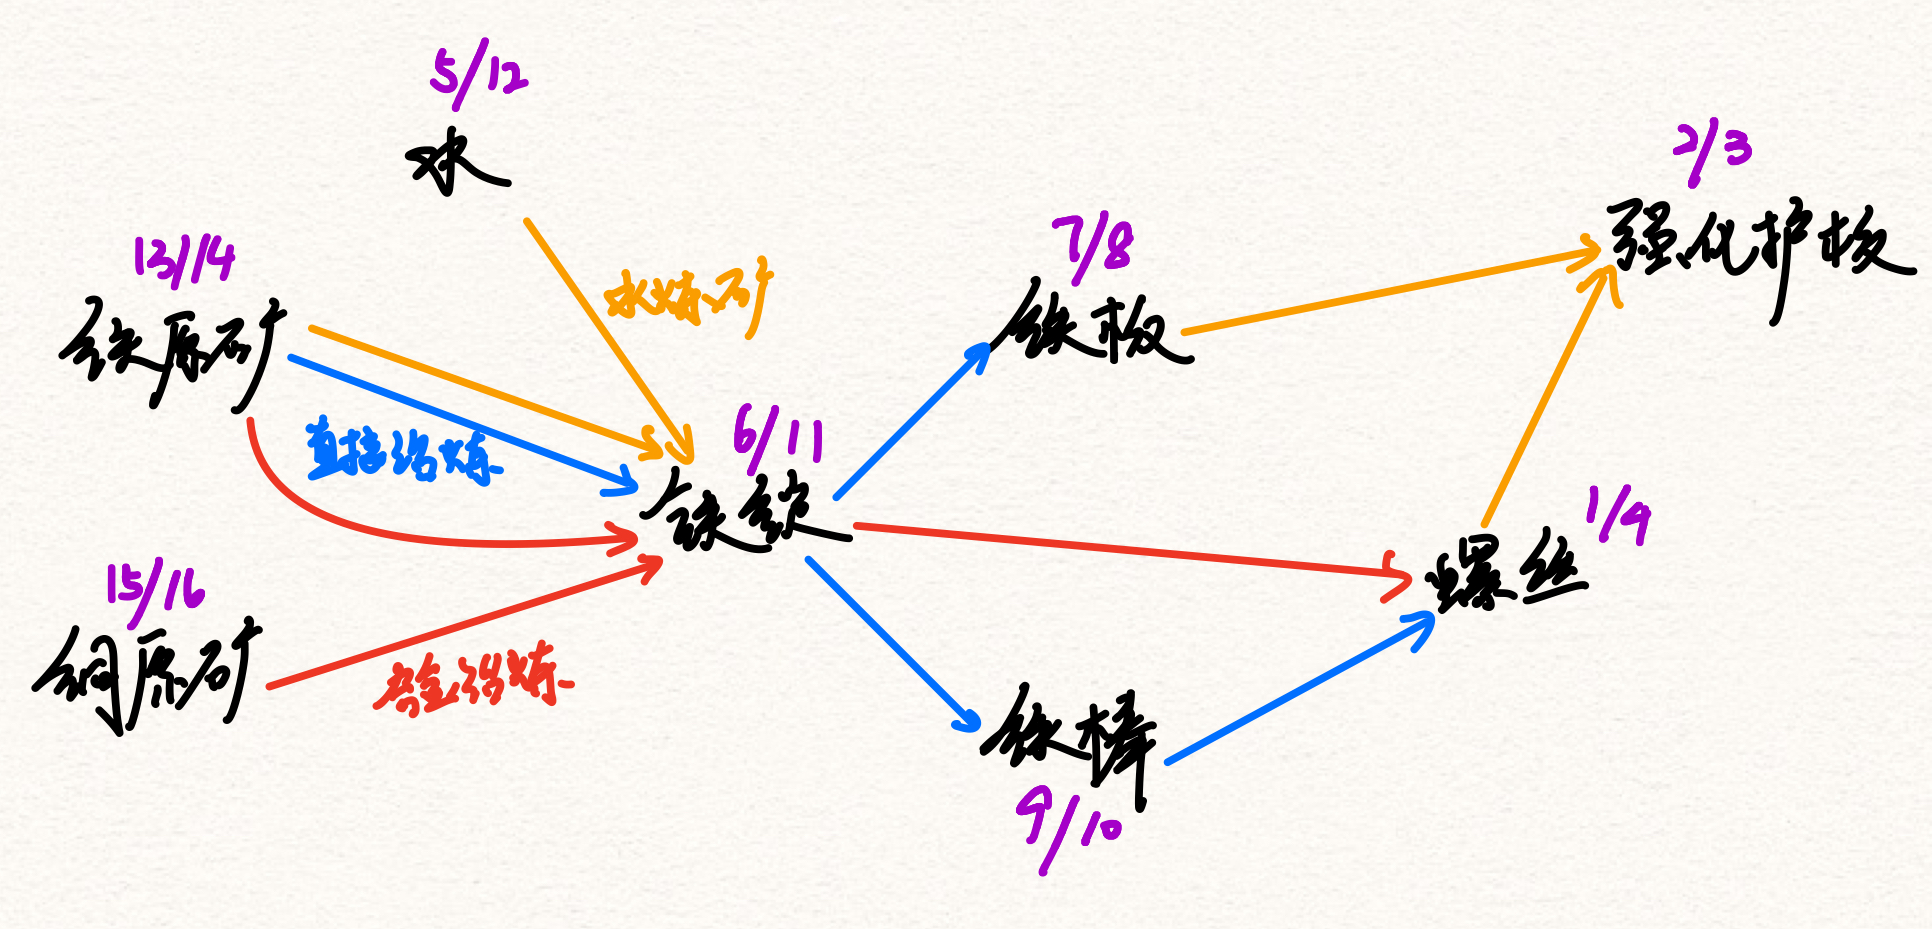 5/12
水
水炼矿
13/14
铁原矿
直接冶炼
15/16
铜原矿
合金冶炼
6/11
铁锭
7/8
铁板
9/10
铁棒
2/3
强化护板
1/4
螺丝